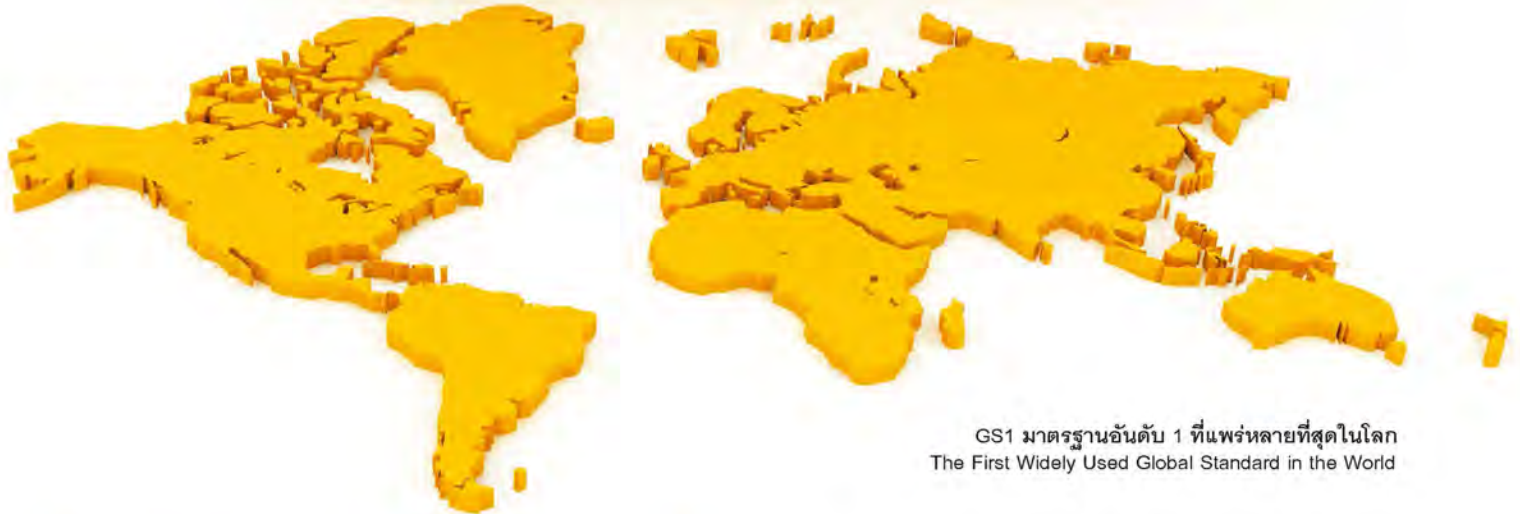 GS1 มาตรฐานอันดับ 1 ที่แพร่หลายที่สุดในโลก
The First Widely Used Global Standard in the World